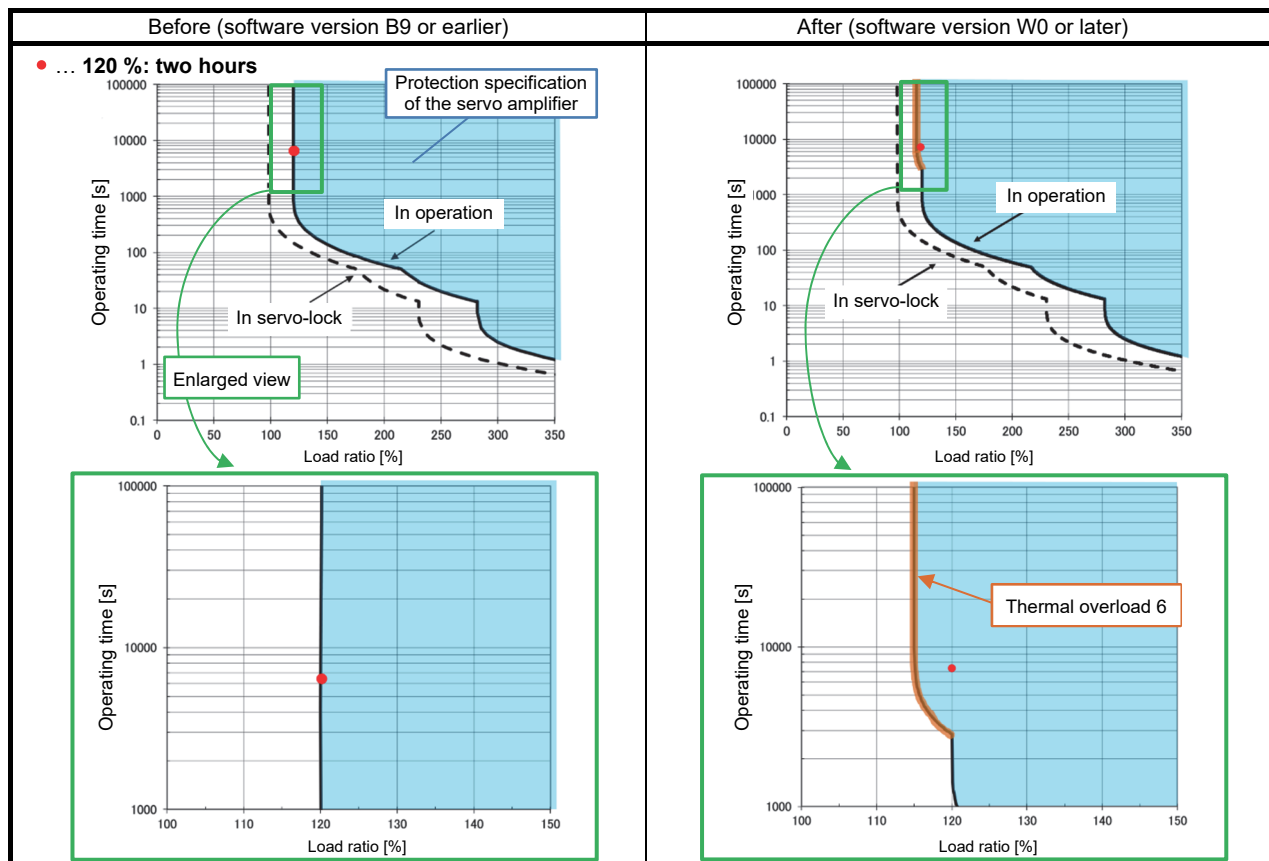 Before (software version B9 or earlier)
After (software version W0 or later)
• … 120 %: two hours
Operating time [s]
100000
10000
1000
100
10
1
0.1
0 50 100 150 200 250 300 350
Load ratio [%]
Protection specification
of the servo amplifier
In operation
In servo-lock
Enlarged view
Operating time [s]
100000
10000
1000
100
10
1
0.1
0 50 100 150 200 250 300 350
Load ratio [%]
In operation
In servo-lock
Operating time [s]
100000
10000
1000
100 110 120 130 140 150
Load ratio [%]
Operating time [s]
100000
10000
1000
100 110 120 130 140 150
Load ratio [%]
Thermal overload 6